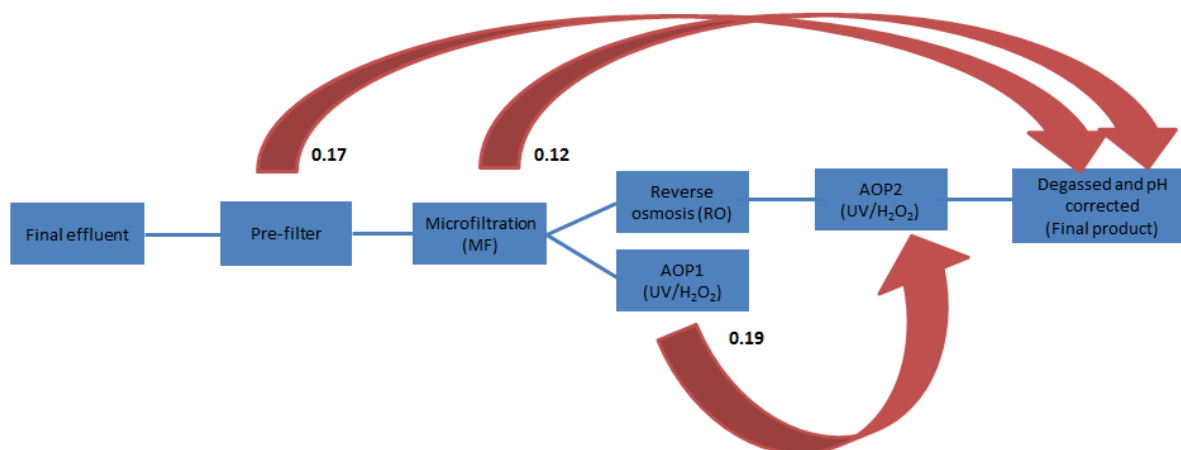 0.17
0.12
Final effluent
Pre-filter
Microfiltration
(MF)
Reverse
osmosis (RO)
AOP1
(UV/H₂O₂)
AOP2
(UV/H₂O₂)
Degassed and pH
corrected
(Final product)
0.19